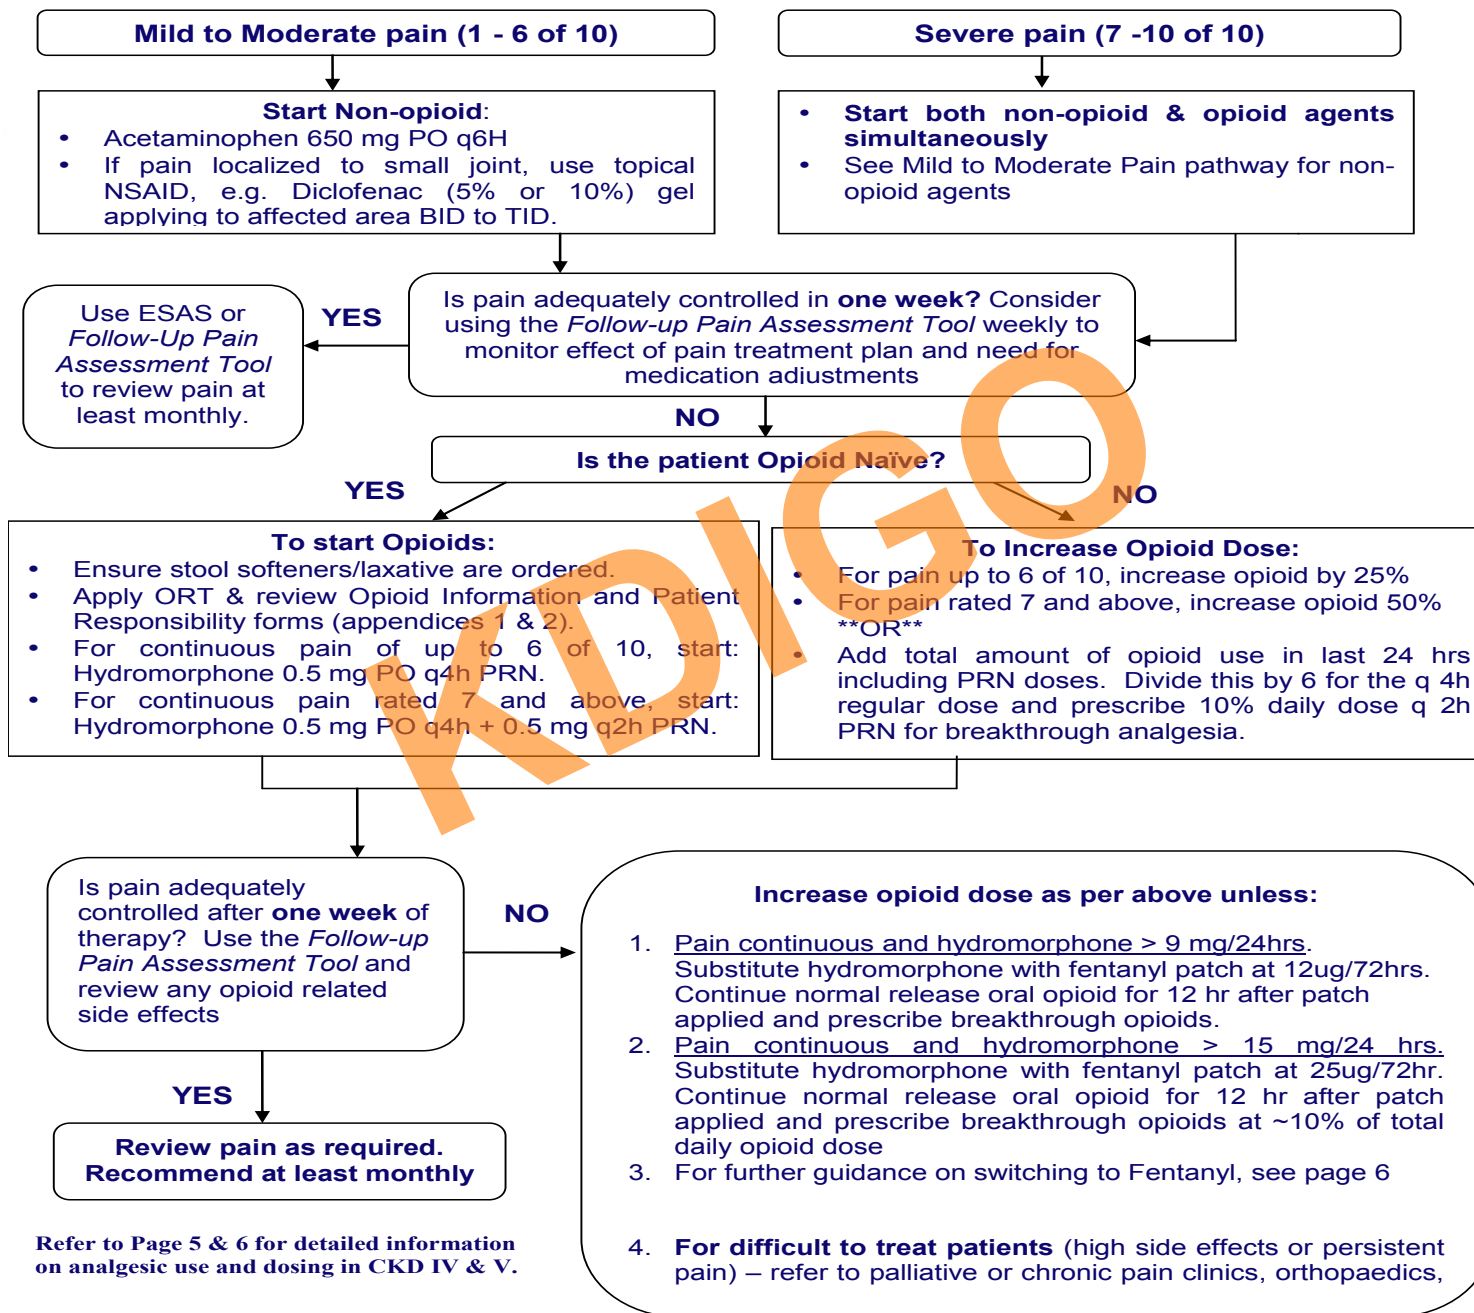 Mild to Moderate pain (1 - 6 of 10)
Severe pain (7 -10 of 10)
Start Non-opioid:
• Acetaminophen 650 mg PO q6H
• If pain localized to small joint, use topical
NSAID, e.g. Diclofenac (5% or 10%) gel
applying to affected area BID to TID.
• Start both non-opioid & opioid agents
simultaneously
• See Mild to Moderate Pain pathway for non-
opioid agents
Is pain adequately controlled in one week? Consider
using the Follow-up Pain Assessment Tool weekly to
monitor effect of pain treatment plan and need for
medication adjustments
YES
Use ESAS or
Follow-Up Pain
Assessment Tool
to review pain at
least monthly.
NO
Is the patient Opioid Naïve?
YES
NO
To start Opioids:
• Ensure stool softeners/laxative are ordered.
• Apply ORT & review Opioid Information and Patient
Responsibility forms (appendices 1 & 2).
• For continuous pain of up to 6 of 10, start:
Hydromorphone 0.5 mg PO q4h PRN.
• For continuous pain rated 7 and above, start:
Hydromorphone 0.5 mg PO q4h + 0.5 mg q2h PRN.
To Increase Opioid Dose:
• For pain up to 6 of 10, increase opioid by 25%
• For pain rated 7 and above, increase opioid 50%
**OR**
• Add total amount of opioid use in last 24 hrs
including PRN doses. Divide this by 6 for the q 4h
regular dose and prescribe 10% daily dose q 2h
PRN for breakthrough analgesia.
KDIGO
Is pain adequately
controlled after one week of
therapy? Use the Follow-up
Pain Assessment Tool and
review any opioid related
side effects
NO
YES
Review pain as required.
Recommend at least monthly
Increase opioid dose as per above unless:
1. Pain continuous and hydromorphone > 9 mg/24hrs.
Substitute hydromorphone with fentanyl patch at 12ug/72hrs.
Continue normal release oral opioid for 12 hr after patch
applied and prescribe breakthrough opioids.
2. Pain continuous and hydromorphone > 15 mg/24 hrs.
Substitute hydromorphone with fentanyl patch at 25ug/72hr.
Continue normal release oral opioid for 12 hr after patch
applied and prescribe breakthrough opioids at ~10% of total
daily opioid dose
3. For further guidance on switching to Fentanyl, see page 6
4. For difficult to treat patients (high side effects or persistent
pain) – refer to palliative or chronic pain clinics, orthopaedics,
Refer to Page 5 & 6 for detailed information
on analgesic use and dosing in CKD IV & V.